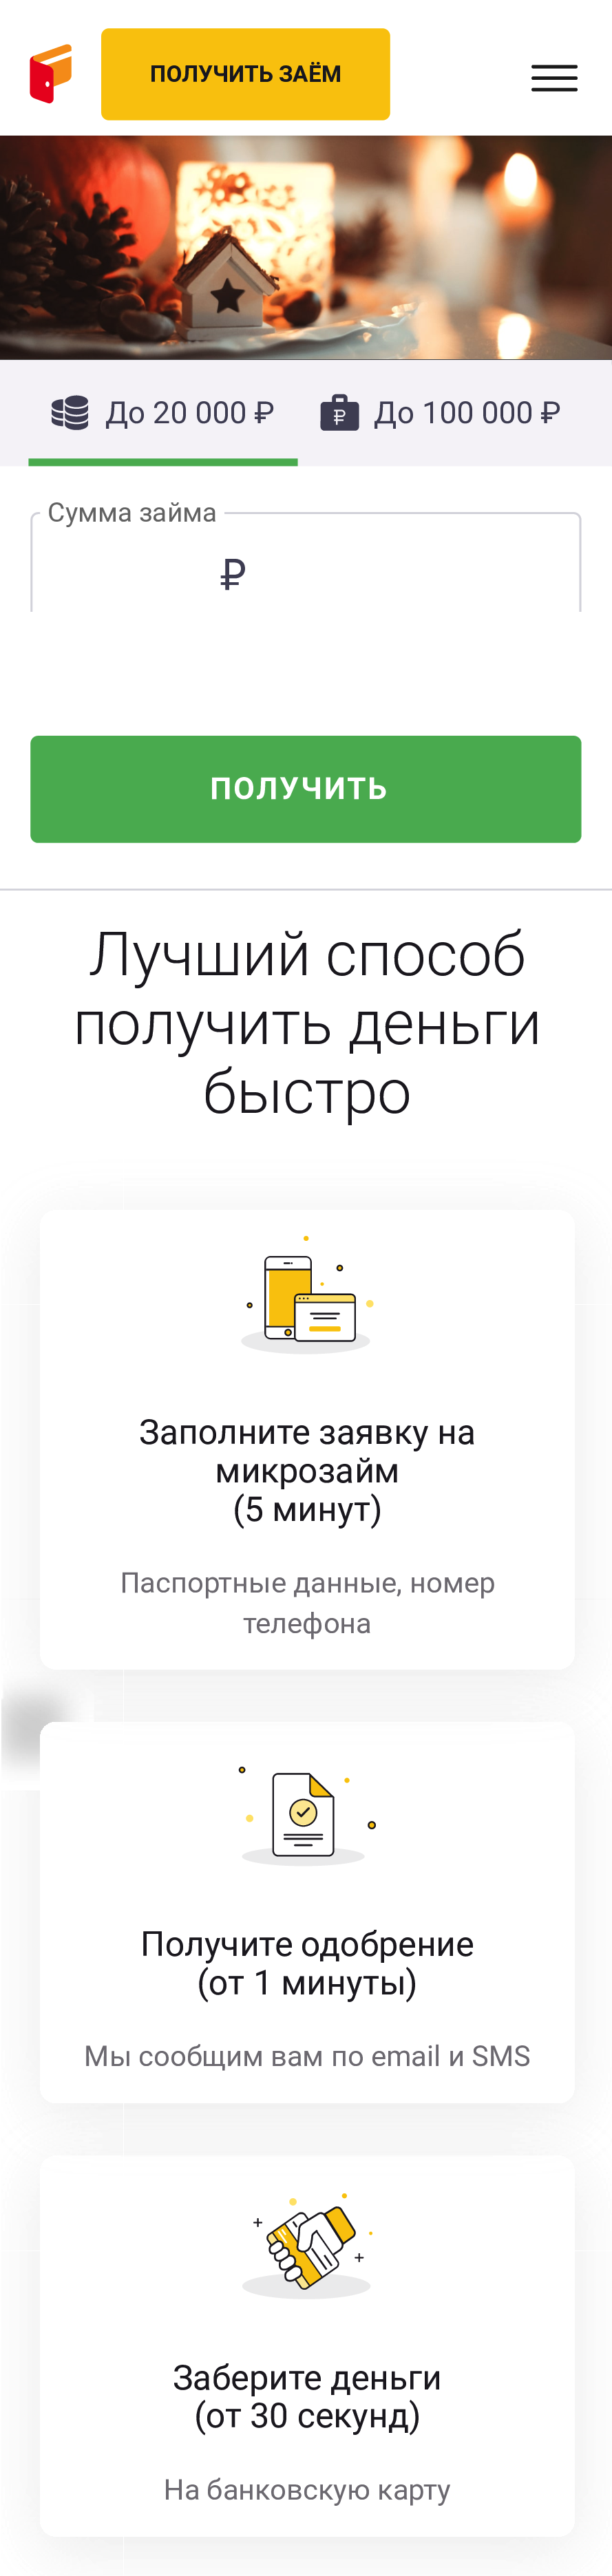 ПОЛУЧИТЬ ЗАЁМ
До 20 000 ₽
До 100 000 ₽
Сумма займа
₽
ПОЛУЧИТЬ
Лучший способ
получить деньги
быстро
Заполните заявку на
микрозайм
(5 минут)
Паспортные данные, номер
телефона
Получите одобрение
(от 1 минуты)
Мы сообщим вам по email и SMS
Заберите деньги
(от 30 секунд)
На банковскую карту